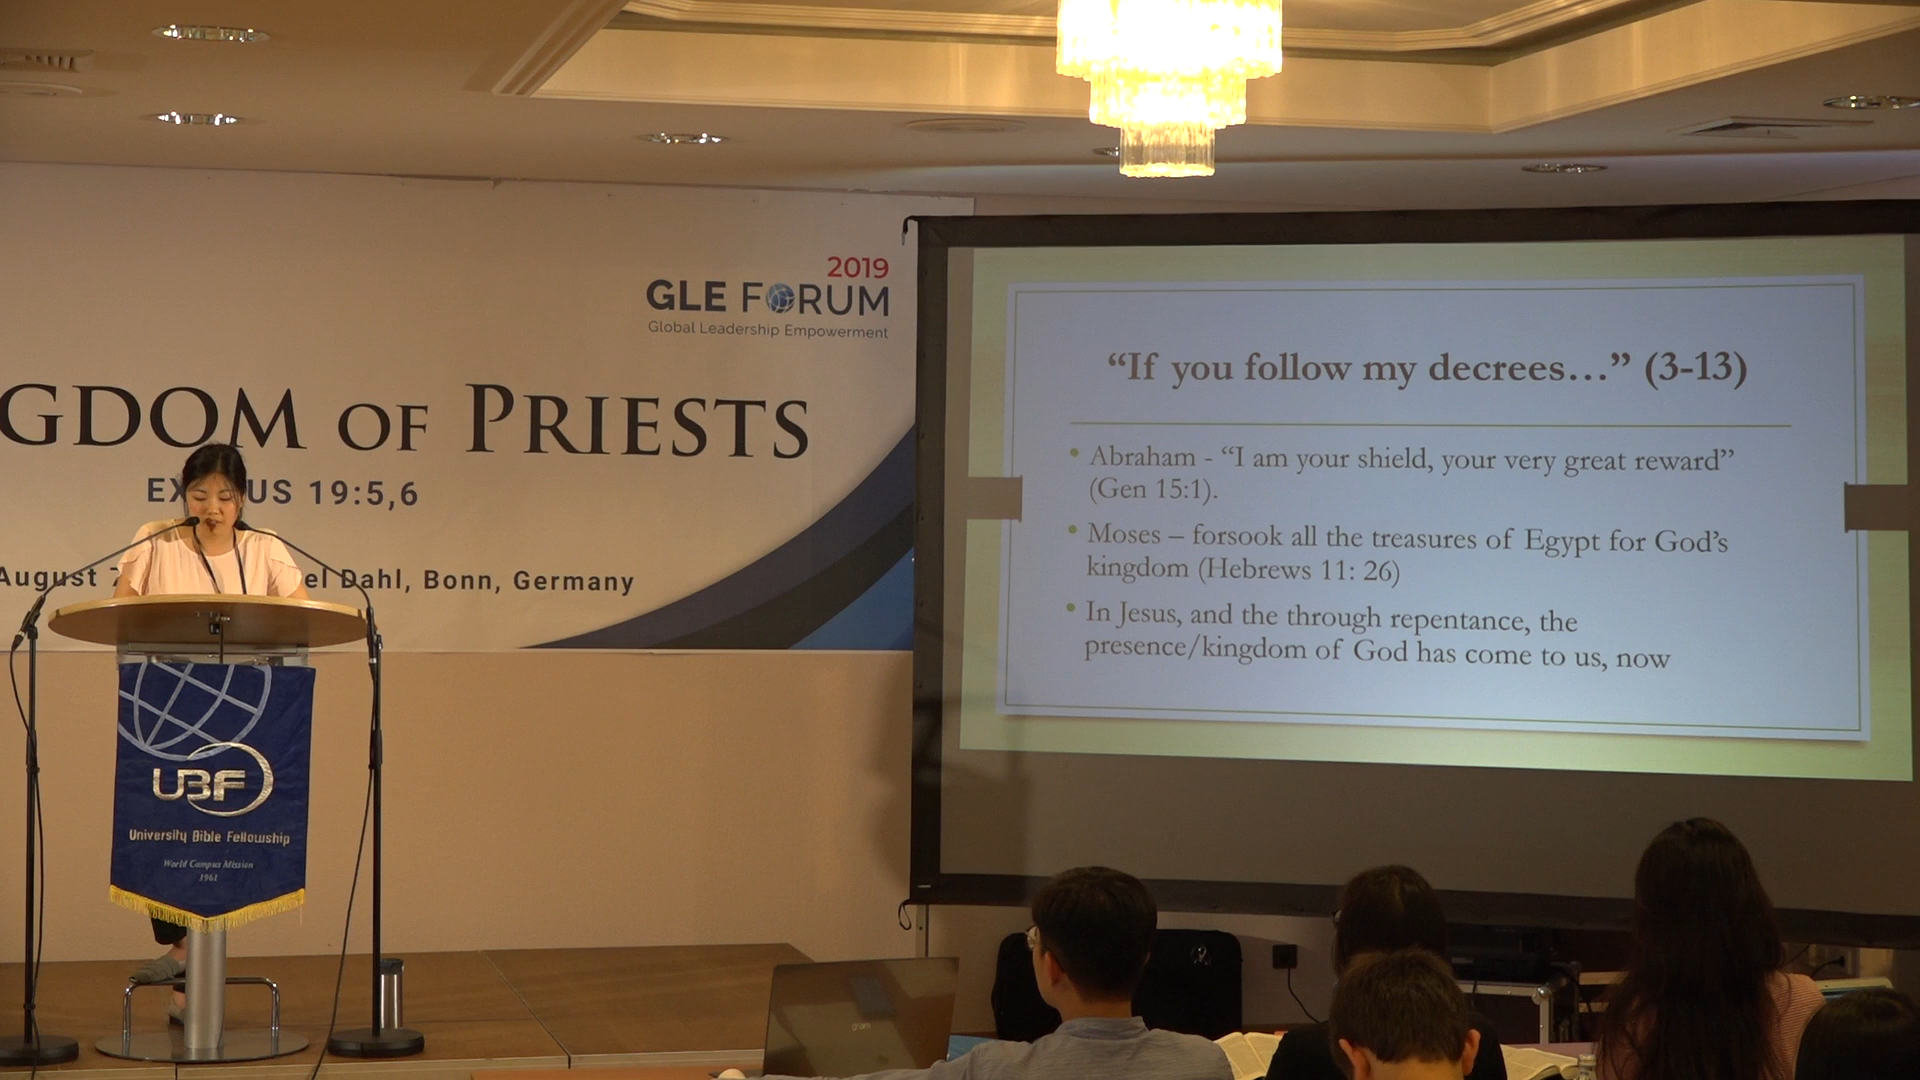 2019
GLE FORUM
Global Leadership Empowerment
GDOM OF PRIESTS
EX US 19:5,6
August 7 el Dahl, Bonn, Germany
UBF
University Bible Fellowship
World Campus Mission
1961
“If you follow my decrees…” (3-13)
• Abraham - “I am your shield, your very great reward”
(Gen 15:1).
• Moses – forsook all the treasures of Egypt for God’s
kingdom (Hebrews 11: 26)
• In Jesus, and the through repentance, the
presence/kingdom of God has come to us, now
gram